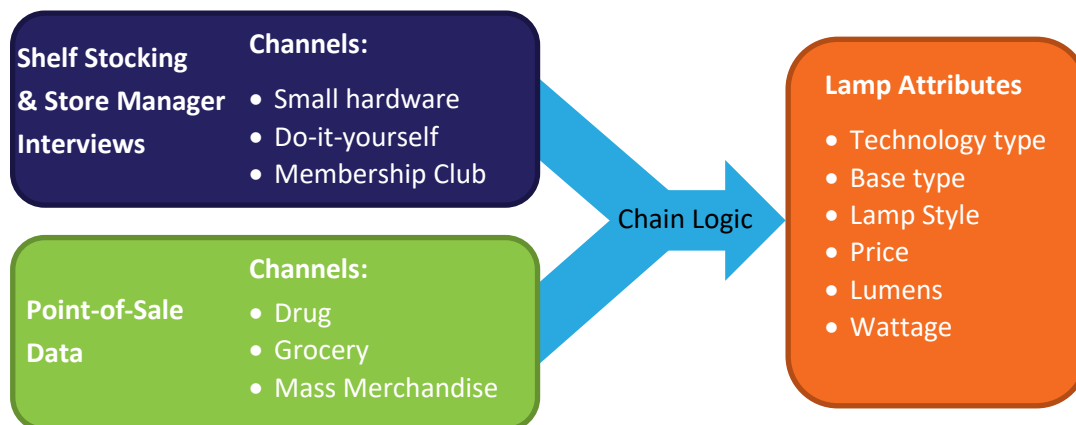 Shelf Stocking
& Store Manager
Interviews
Channels:
• Small hardware
• Do-it-yourself
• Membership Club
Point-of-Sale
Data
Channels:
• Drug
• Grocery
• Mass Merchandise
Chain Logic
Lamp Attributes
• Technology type
• Base type
• Lamp Style
• Price
• Lumens
• Wattage